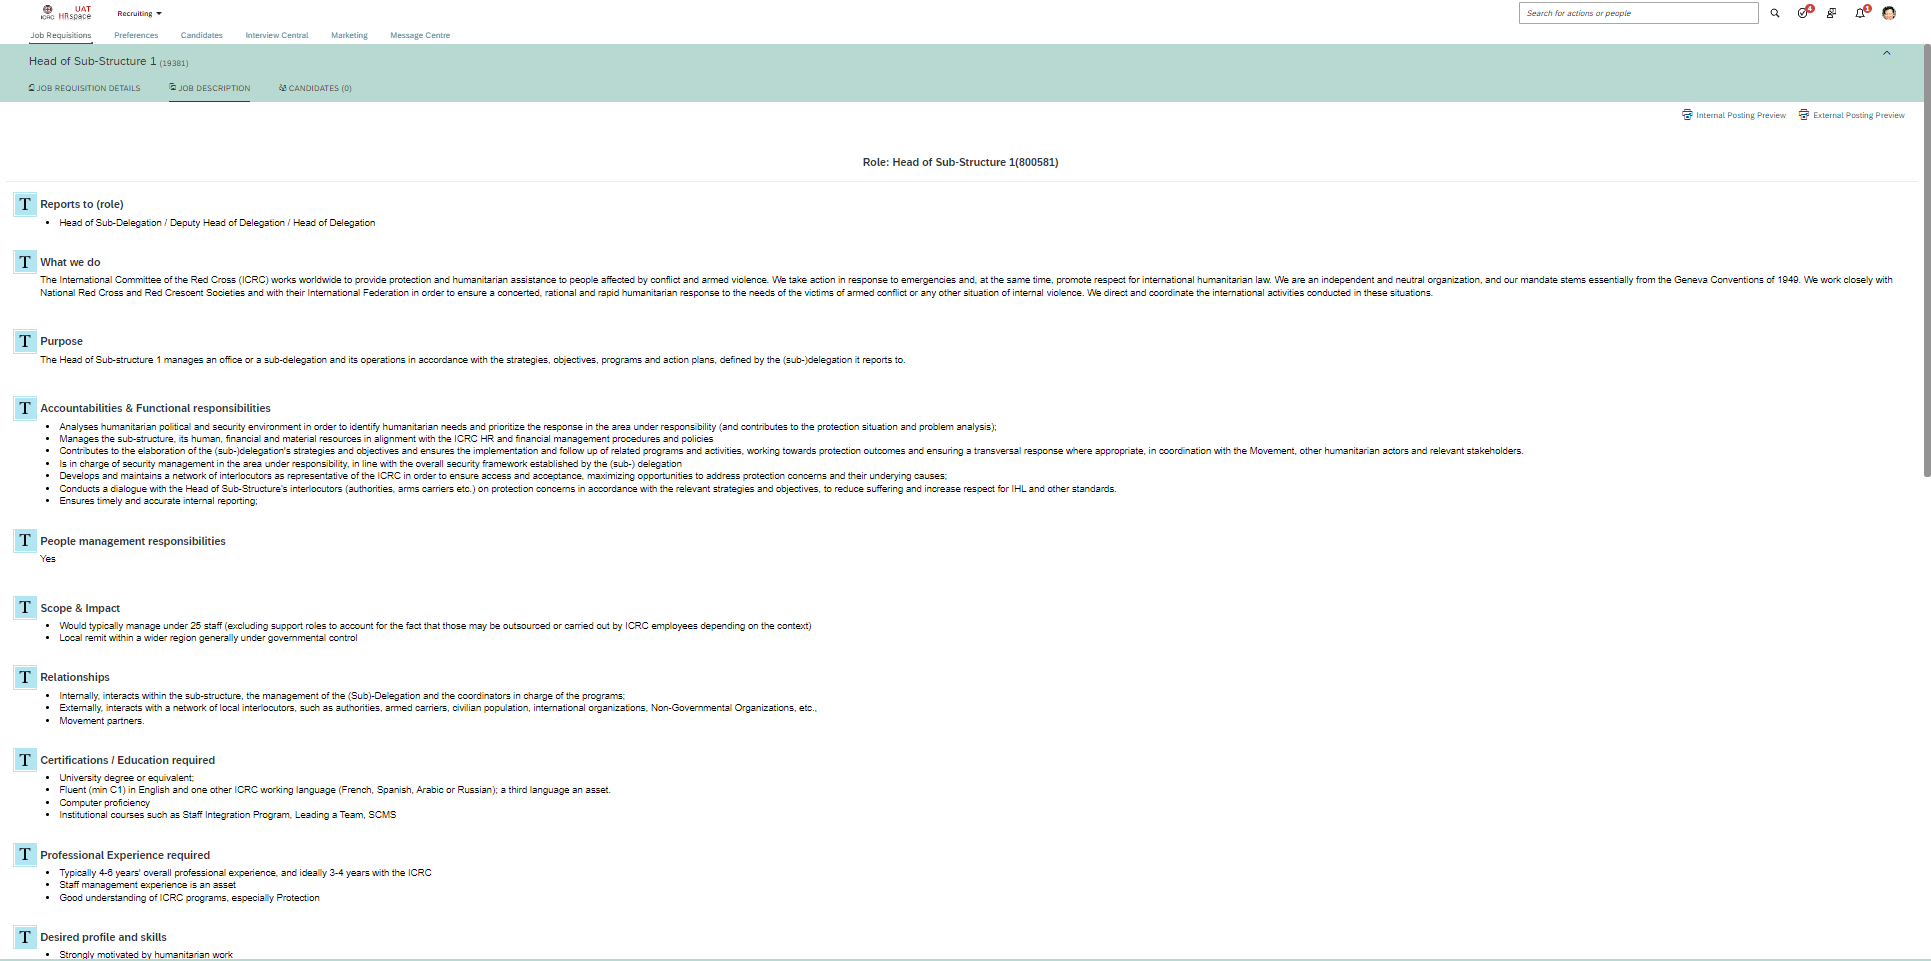 UAT
ICRC HRspace
Recruiting
Search for actions or people
4
1
Job Requisitions
Preferences
Candidates
Interview Central
Marketing
Message Centre
Head of Sub-Structure 1 (19381)
JOB REQUISITION DETAILS
JOB DESCRIPTION
CANDIDATES (0)
Internal Posting Preview
External Posting Preview
Role: Head of Sub-Structure 1(800581)
T Reports to (role)
• Head of Sub-Delegation / Deputy Head of Delegation / Head of Delegation
T What we do
The International Committee of the Red Cross (ICRC) works worldwide to provide protection and humanitarian assistance to people affected by conflict and armed violence. We take action in response to emergencies and, at the same time, promote respect for international humanitarian law. We are an independent and neutral organization, and our mandate stems essentially from the Geneva Conventions of 1949. We work closely with
National Red Cross and Red Crescent Societies and with their International Federation in order to ensure a concerted, rational and rapid humanitarian response to the needs of the victims of armed conflict or any other situation of internal violence. We direct and coordinate the international activities conducted in these situations.
T Purpose
The Head of Sub-structure 1 manages an office or a sub-delegation and its operations in accordance with the strategies, objectives, programs and action plans, defined by the (sub-)delegation it reports to.
T Accountabilities & Functional responsibilities
• Analyses humanitarian political and security environment in order to identify humanitarian needs and prioritize the response in the area under responsibility (and contributes to the protection situation and problem analysis);
• Manages the sub-structure, its human, financial and material resources in alignment with the ICRC HR and financial management procedures and policies
• Contributes to the elaboration of the (sub-)delegation's strategies and objectives and ensures the implementation and follow up of related programs and activities, working towards protection outcomes and ensuring a transversal response where appropriate, in coordination with the Movement, other humanitarian actors and relevant stakeholders.
• Is in charge of security management in the area under responsibility, in line with the overall security framework established by the (sub-) delegation
• Develops and maintains a network of interlocutors as representative of the ICRC in order to ensure access and acceptance, maximizing opportunities to address protection concerns and their underlying causes;
• Conducts a dialogue with the Head of Sub-Structure's interlocutors (authorities, arms carriers etc.) on protection concerns in accordance with the relevant strategies and objectives, to reduce suffering and increase respect for IHL and other standards.
• Ensures timely and accurate internal reporting;
T People management responsibilities
Yes
T Scope & Impact
• Would typically manage under 25 staff (excluding support roles to account for the fact that those may be outsourced or carried out by ICRC employees depending on the context)
• Local remit within a wider region generally under governmental control
T Relationships
• Internally, interacts within the sub-structure, the management of the (Sub)-Delegation and the coordinators in charge of the programs;
• Externally, interacts with a network of local interlocutors, such as authorities, armed carriers, civilian population, international organizations, Non-Governmental Organizations, etc.,
• Movement partners.
T Certifications / Education required
• University degree or equivalent;
• Fluent (min C1) in English and one other ICRC working language (French, Spanish, Arabic or Russian); a third language an asset.
• Computer proficiency
• Institutional courses such as Staff Integration Program, Leading a Team, SCMS
T Professional Experience required
• Typically 4-6 years' overall professional experience, and ideally 3-4 years with the ICRC
• Staff management experience is an asset
• Good understanding of ICRC programs, especially Protection
T Desired profile and skills
• Strongly motivated by humanitarian work